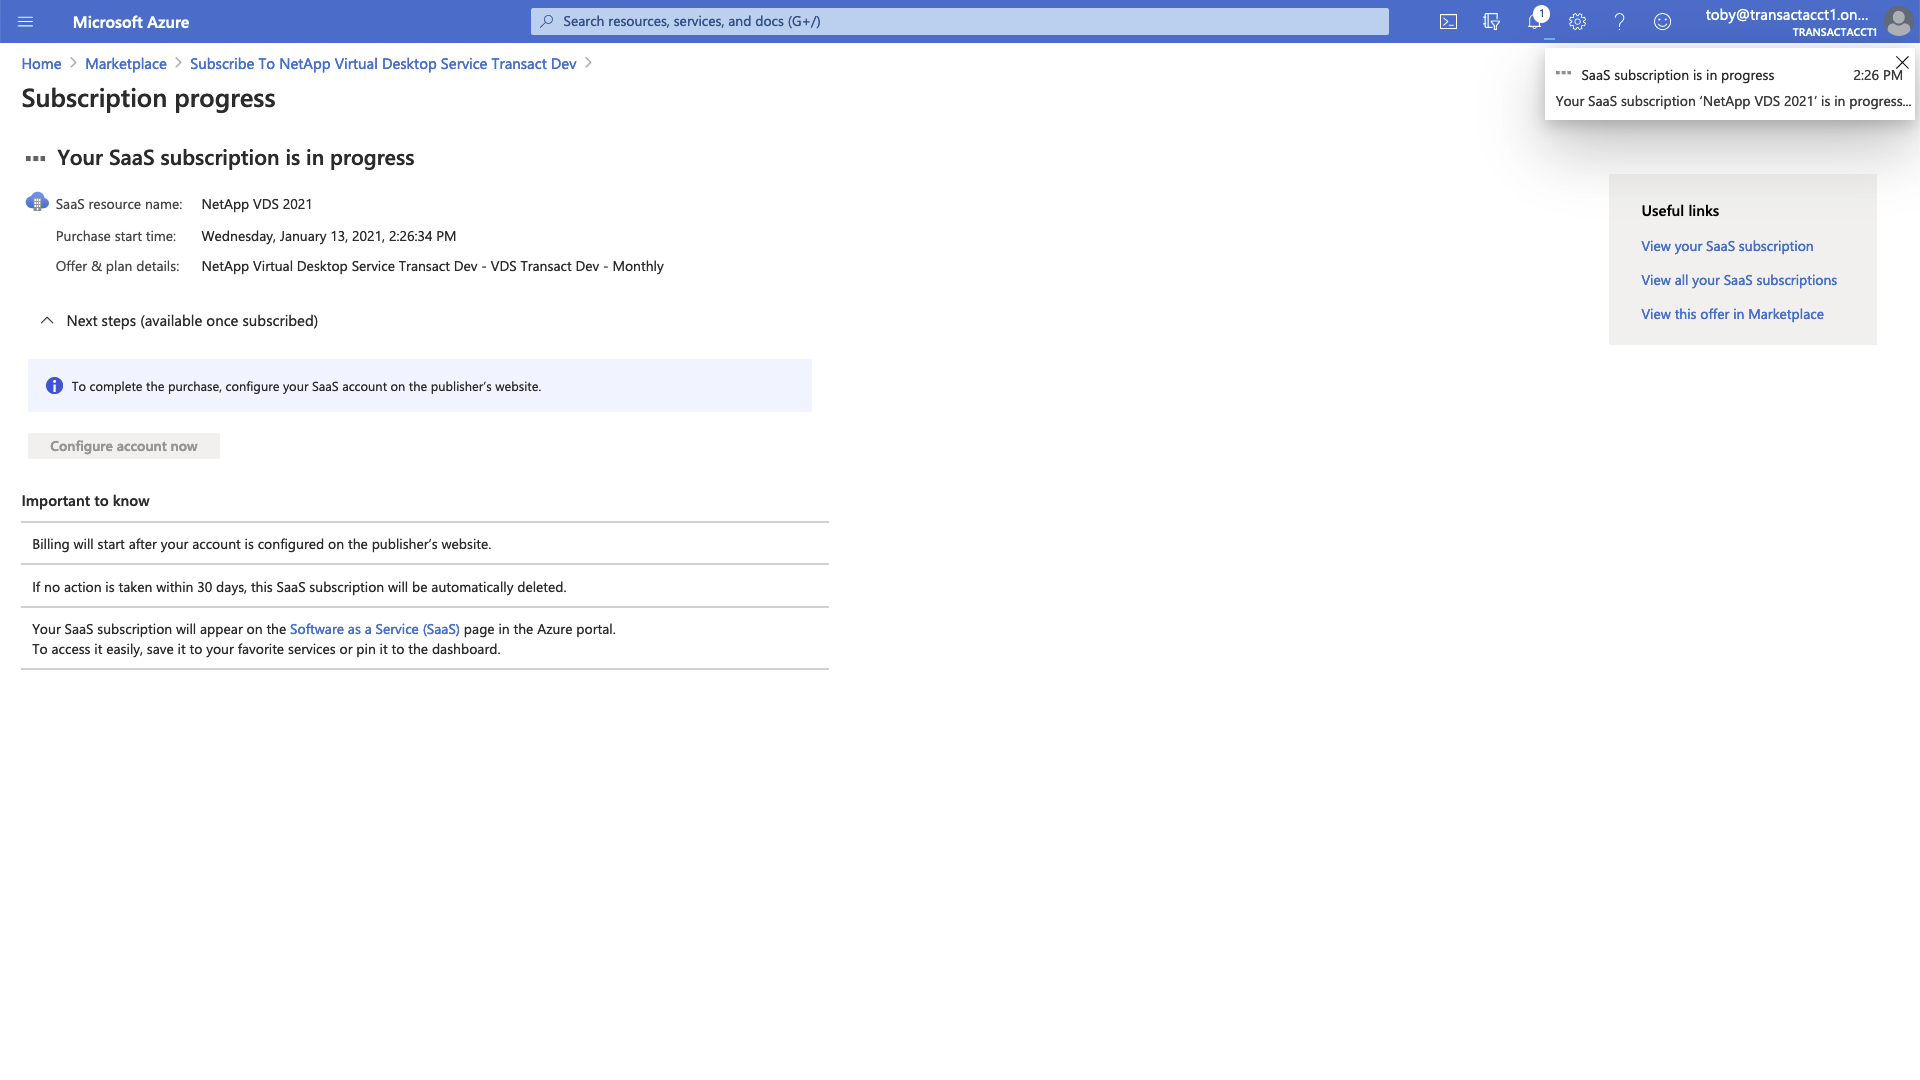 Microsoft Azure
Search resources, services, and docs (G+/)
1
toby@transactacct1.on...
TRANSACTACCT1
Home > Marketplace > Subscribe To NetApp Virtual Desktop Service Transact Dev >
Subscription progress
SaaS subscription is in progress 2:26 PM
Your SaaS subscription 'NetApp VDS 2021' is in progress...
Your SaaS subscription is in progress
SaaS resource name: NetApp VDS 2021
Purchase start time: Wednesday, January 13, 2021, 2:26:34 PM
Offer & plan details: NetApp Virtual Desktop Service Transact Dev - VDS Transact Dev - Monthly
Next steps (available once subscribed)
To complete the purchase, configure your SaaS account on the publisher's website.
Configure account now
Important to know
Billing will start after your account is configured on the publisher's website.
If no action is taken within 30 days, this SaaS subscription will be automatically deleted.
Your SaaS subscription will appear on the Software as a Service (SaaS) page in the Azure portal.
To access it easily, save it to your favorite services or pin it to the dashboard.
Useful links
View your SaaS subscription
View all your SaaS subscriptions
View this offer in Marketplace